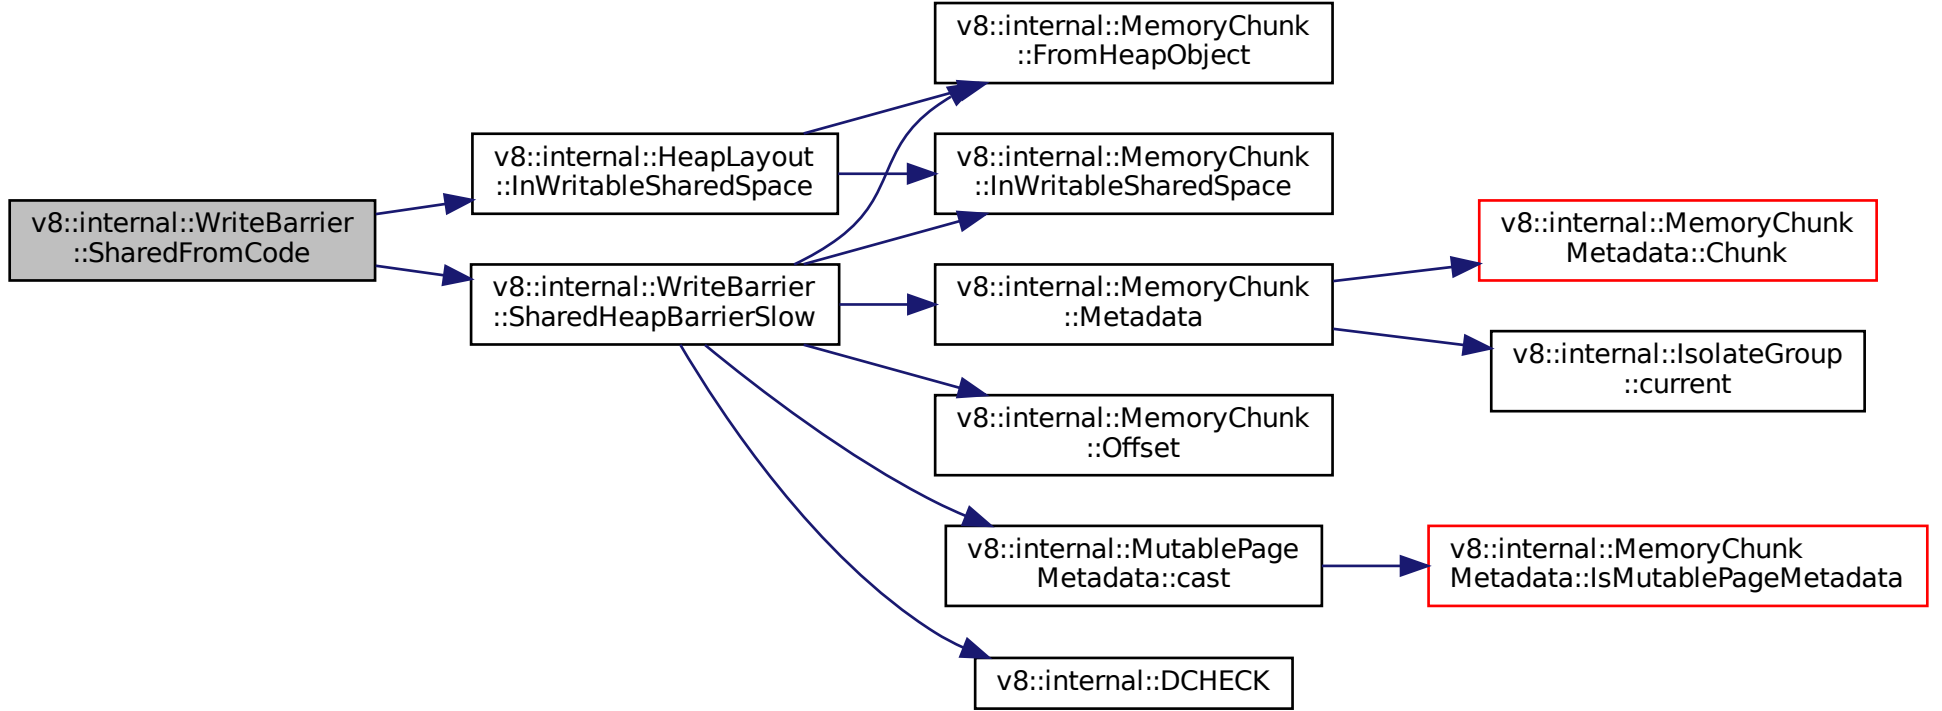 v8::internal::WriteBarrier
::SharedFromCode
v8::internal::HeapLayout
::InWritableSharedSpace
v8::internal::WriteBarrier
::SharedHeapBarrierSlow
v8::internal::MemoryChunk
::FromHeapObject
v8::internal::MemoryChunk
::InWritableSharedSpace
v8::internal::MemoryChunk
::Metadata
v8::internal::MemoryChunk
::Offset
v8::internal::MutablePage
Metadata::cast
v8::internal::DCHECK
v8::internal::MemoryChunk
Metadata::Chunk
v8::internal::IsolateGroup
::current
v8::internal::MemoryChunk
Metadata::IsMutablePageMetadata